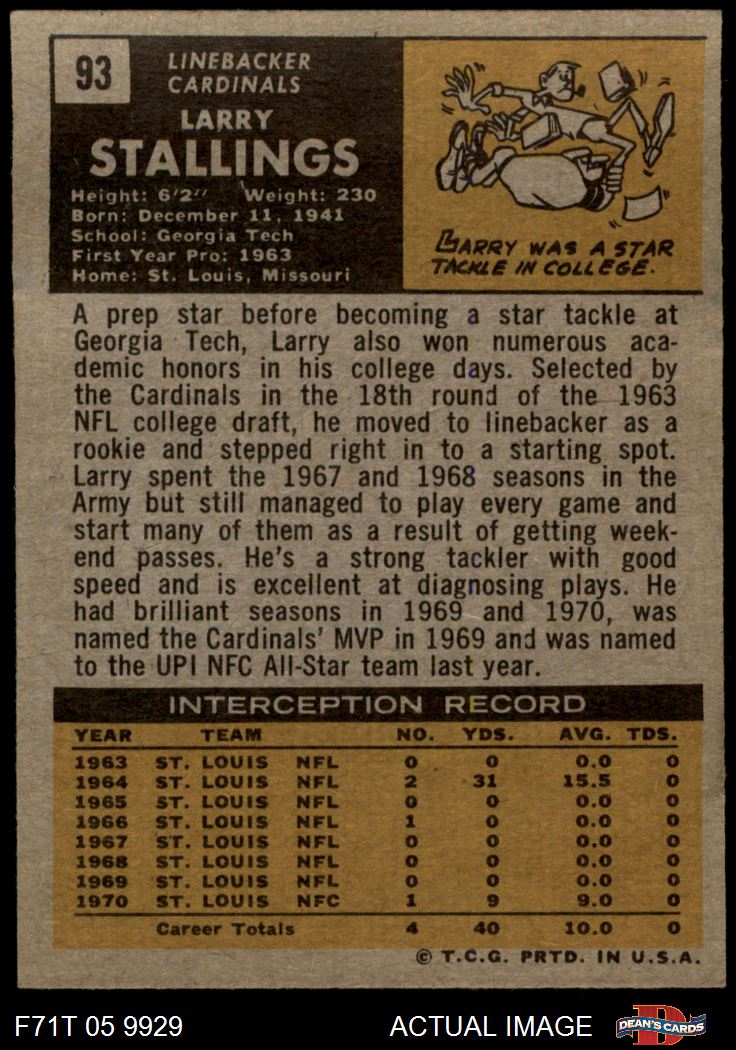 93
LINEBACKER
CARDINALS
LARRY
STALLINGS
Height: 6'2" Weight: 230
Born: December 11, 1941
School: Georgia Tech
First Year Pro: 1963
Home: St. Louis, Missouri
LARRY WAS A STAR
TACKLE IN COLLEGE.
A prep star before becoming a star tackle at
Georgia Tech, Larry also won numerous aca-
demic honors in his college days. Selected by
the Cardinals in the 18th round of the 1963
NFL college draft, he moved to linebacker as a
rookie and stepped right in to a starting spot.
Larry spent the 1967 and 1968 seasons in the
Army but still managed to play every game and
start many of them as a result of getting week-
end passes. He's a strong tackler with good
speed and is excellent at diagnosing plays. He
had brilliant seasons in 1969 and 1970, was
named the Cardinals' MVP in 1969 and was named
to the UPI NFC All-Star team last year.
INTERCEPTION RECORD
YEAR TEAM NO. YDS. AVG. TDS.
1963 ST. LOUIS NFL 0 0 0.0 0
1964 ST. LOUIS NFL 2 31 15.5 0
1965 ST. LOUIS NFL 0 0 0.0 0
1966 ST. LOUIS NFL 1 0 0.0 0
1967 ST. LOUIS NFL 0 0 0.0 0
1968 ST. LOUIS NFL 0 0 0.0 0
1969 ST. LOUIS NFL 0 0 0.0 0
1970 ST. LOUIS NFC 1 9 9.0 0
Career Totals 4 40 10.0 0
© T.C.G. PRTD. IN U.S.A.
F71T 05 9929 ACTUAL IMAGE D DEAN'S CARDS